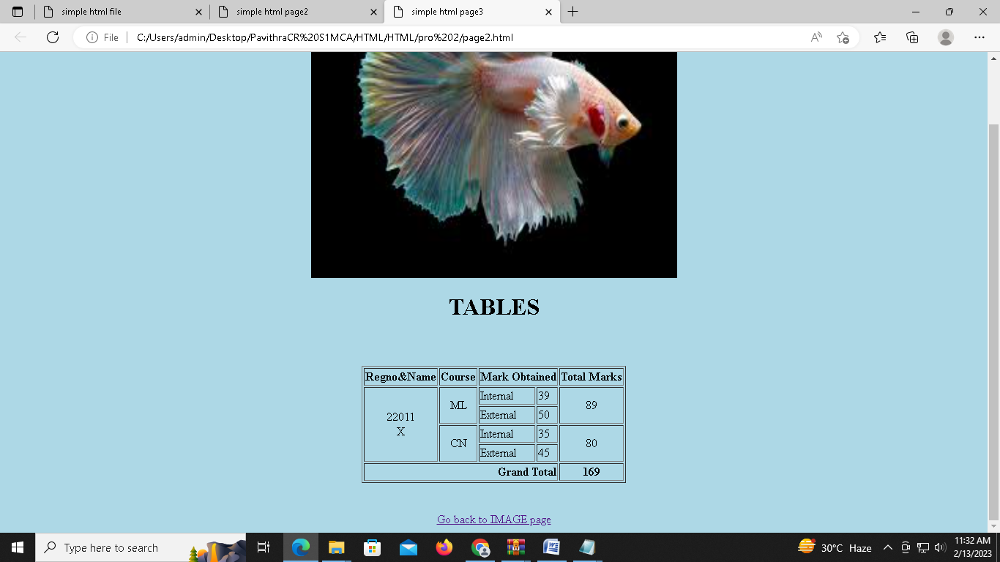 simple html file
simple html page2
simple html page3
File
C:/Users/admin/Desktop/PavithraCR%20S1MCA/HTML/HTML/pro%202/page2.html
TABLES
Regno&Name Course Mark Obtained Total Marks
22011
X
ML
Internal 39
External 50
89
CN
Internal 35
External 45
80
Grand Total 169
Go back to IMAGE page
Type here to search
30°C Haze
11:32 AM
2/13/2023